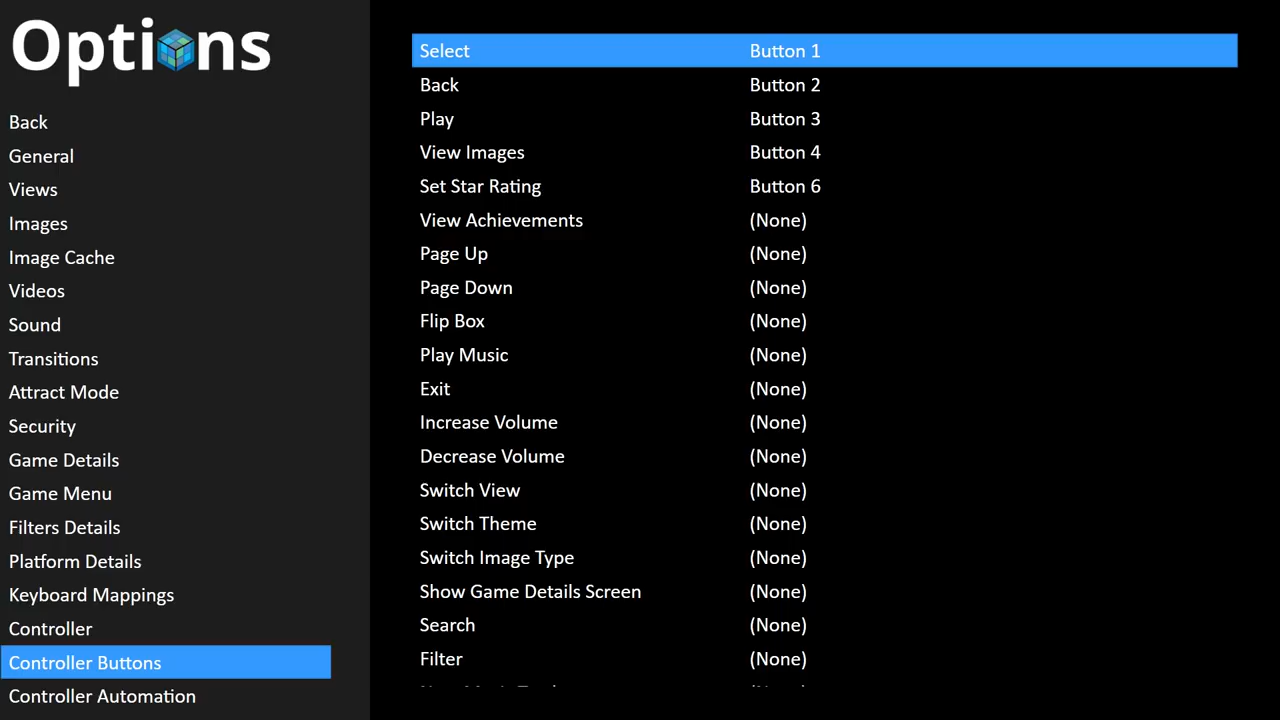 Options
Back
General
Views
Images
Image Cache
Videos
Sound
Transitions
Attract Mode
Security
Game Details
Game Menu
Filters Details
Platform Details
Keyboard Mappings
Controller
Controller Buttons
Controller Automation
Select Button 1
Back Button 2
Play Button 3
View Images Button 4
Set Star Rating Button 6
View Achievements (None)
Page Up (None)
Page Down (None)
Flip Box (None)
Play Music (None)
Exit (None)
Increase Volume (None)
Decrease Volume (None)
Switch View (None)
Switch Theme (None)
Switch Image Type (None)
Show Game Details Screen (None)
Search (None)
Filter (None)